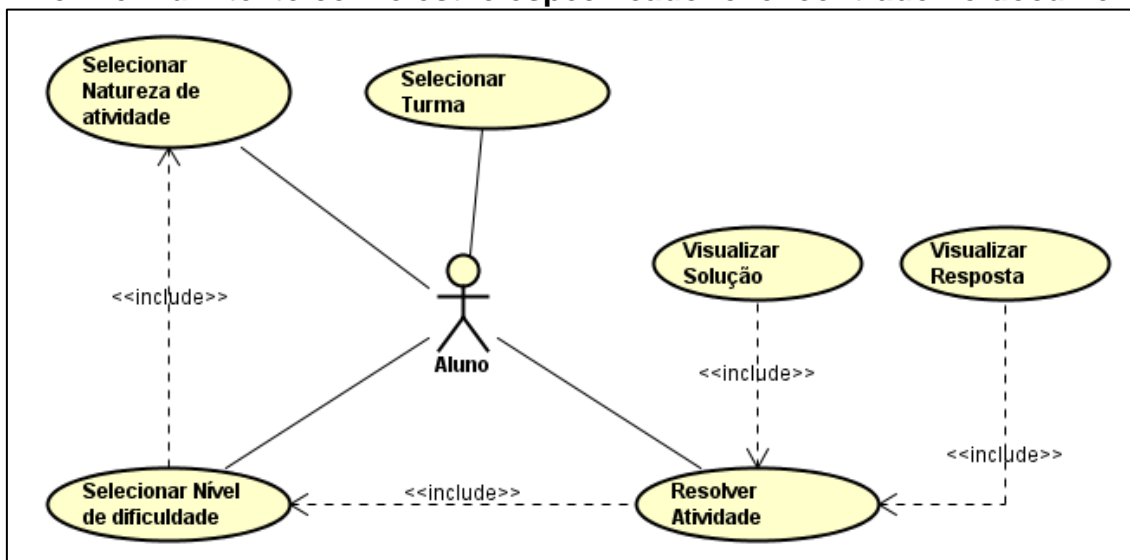 Selecionar
Natureza de
atividade
Selecionar
Turma
Visualizar
Solução
Visualizar
Resposta
<<include>>
Aluno
<<include>>
<<include>>
Selecionar Nível
de dificuldade
<<include>>
Resolver
Atividade